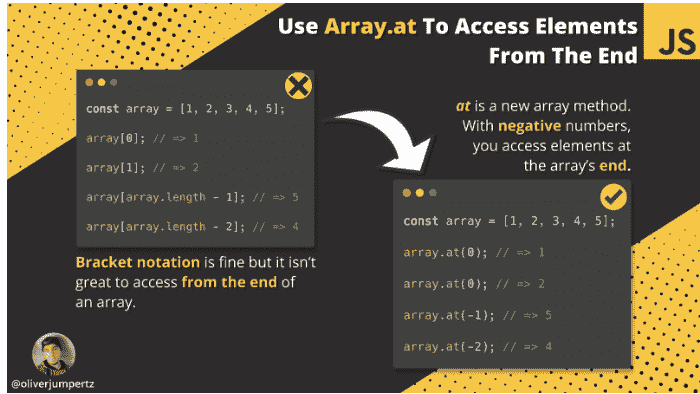 Use Array.at To Access Elements
From The End
JS
const array = [1, 2, 3, 4, 5];
array[0]; // => 1
array[1]; // => 2
array[array.length - 1]; // => 5
array[array.length - 2]; // => 4
Bracket notation is fine but it isn't
great to access from the end of
an array.
at is a new array method.
With negative numbers,
you access elements at
the array's end.
const array = [1, 2, 3, 4, 5];
array.at(0); // => 1
array.at(0); // => 2
array.at(-1); // => 5
array.at(-2); // => 4
@oliverjumpertz